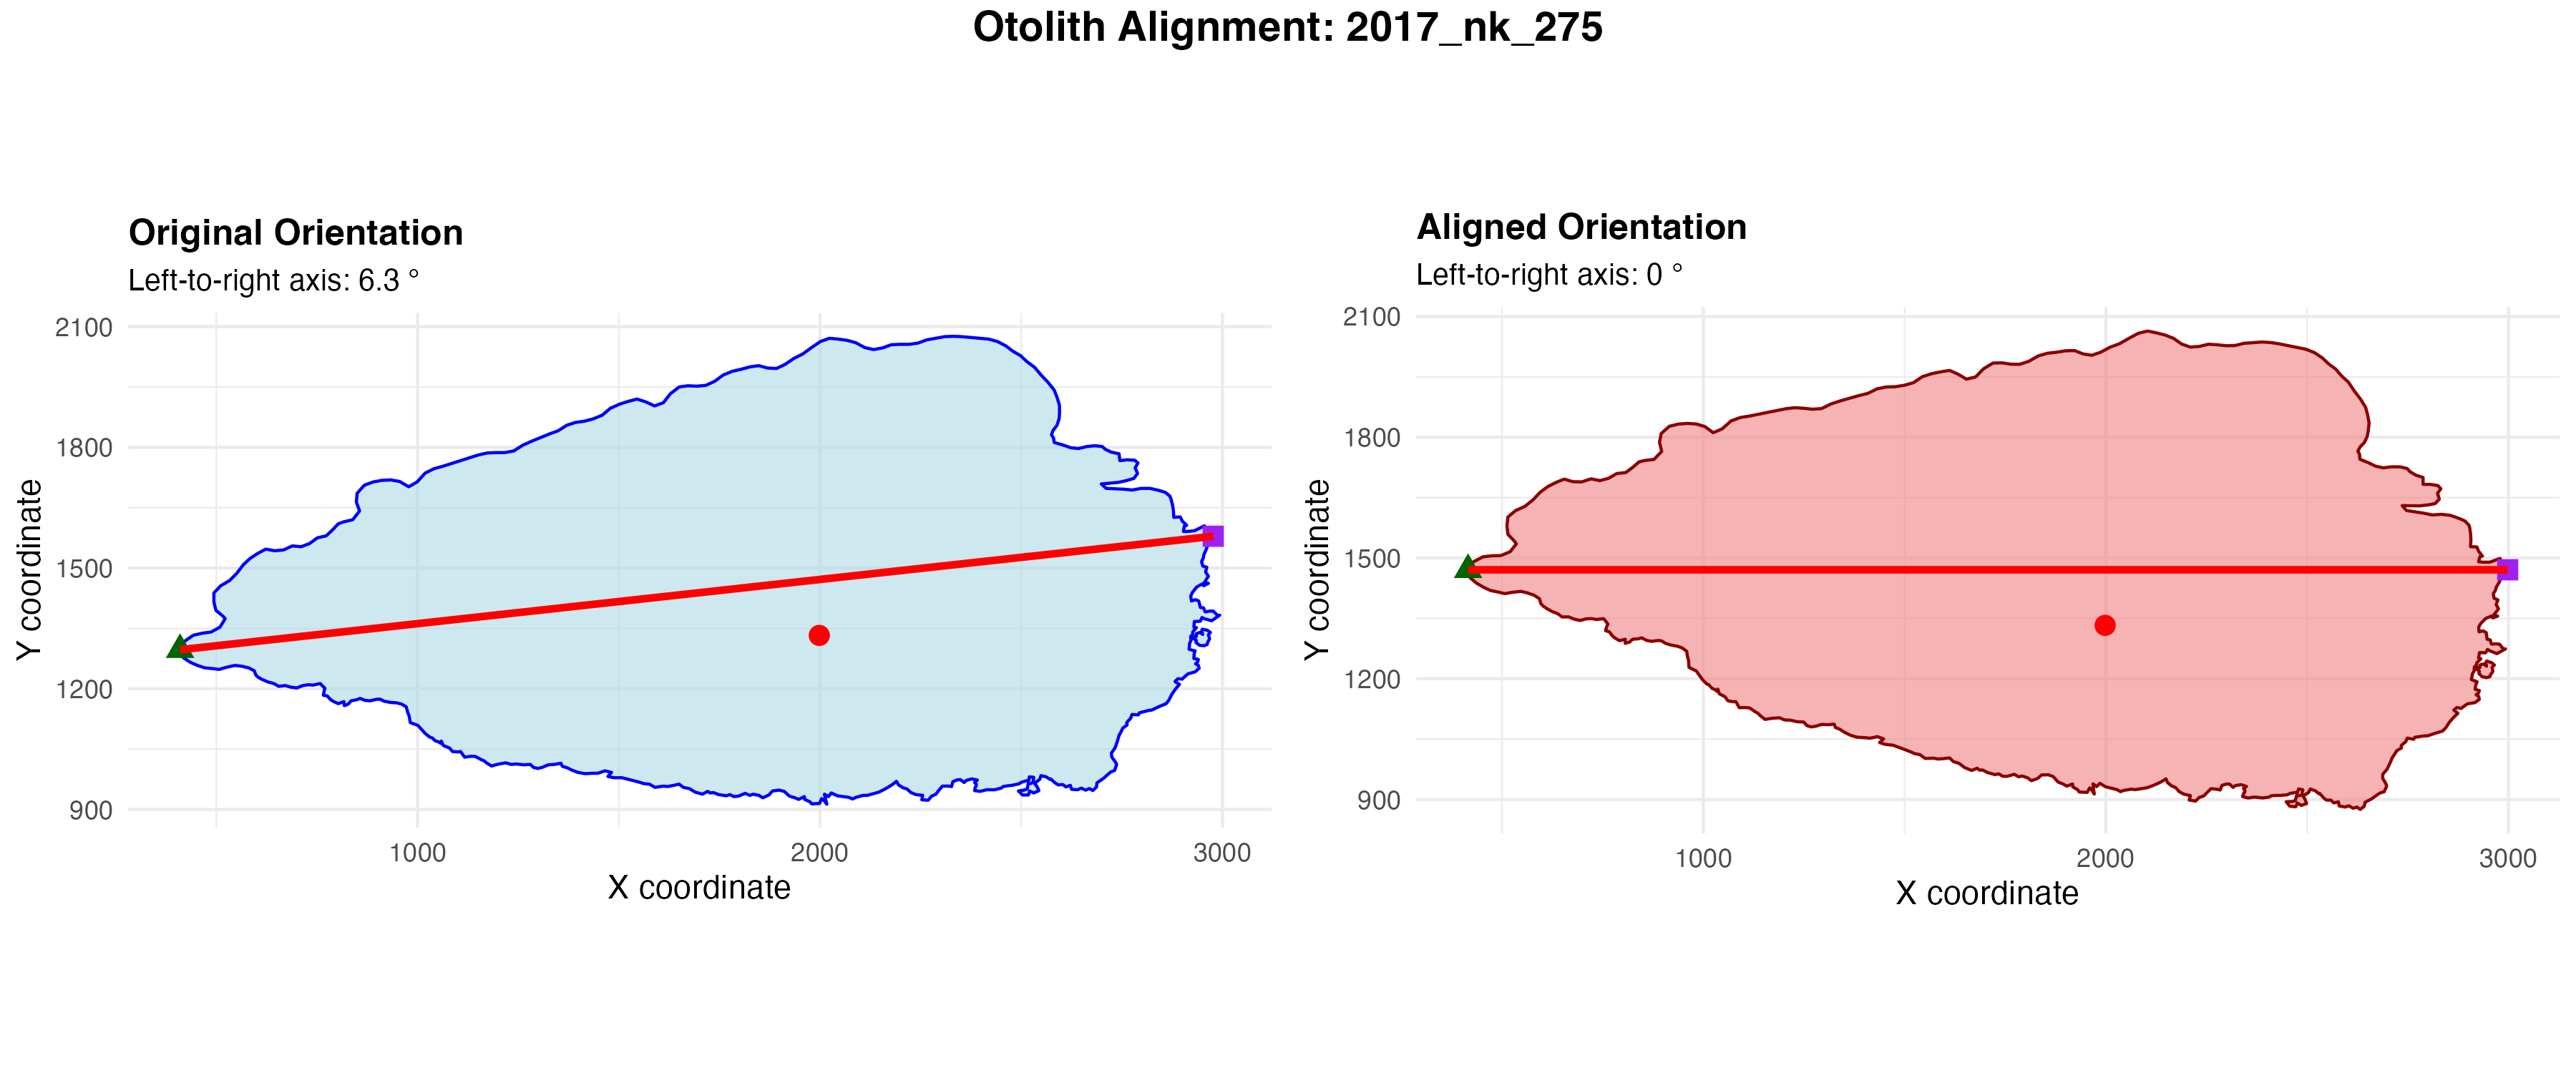 Otolith Alignment: 2017_nk_275
Original Orientation
Left-to-right axis: 6.3 °
2100
1800
1500
1200
900
Y coordinate
1000
2000
3000
X coordinate
Aligned Orientation
Left-to-right axis: 0 °
2100
1800
1500
1200
900
Y coordinate
1000
2000
3000
X coordinate